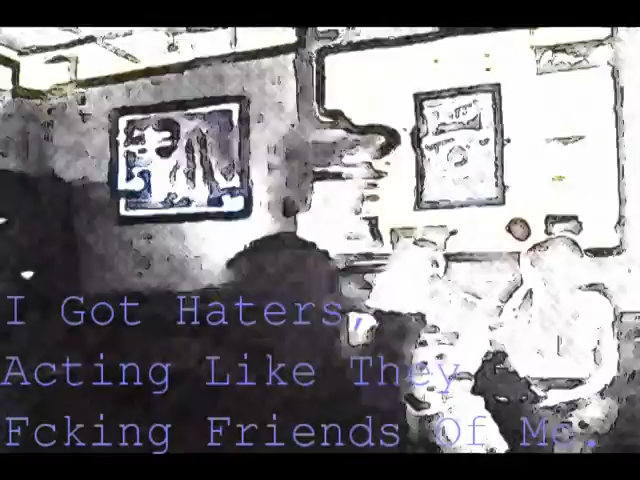 I Got Haters,
Acting Like They
Fcking Friends Of Me.